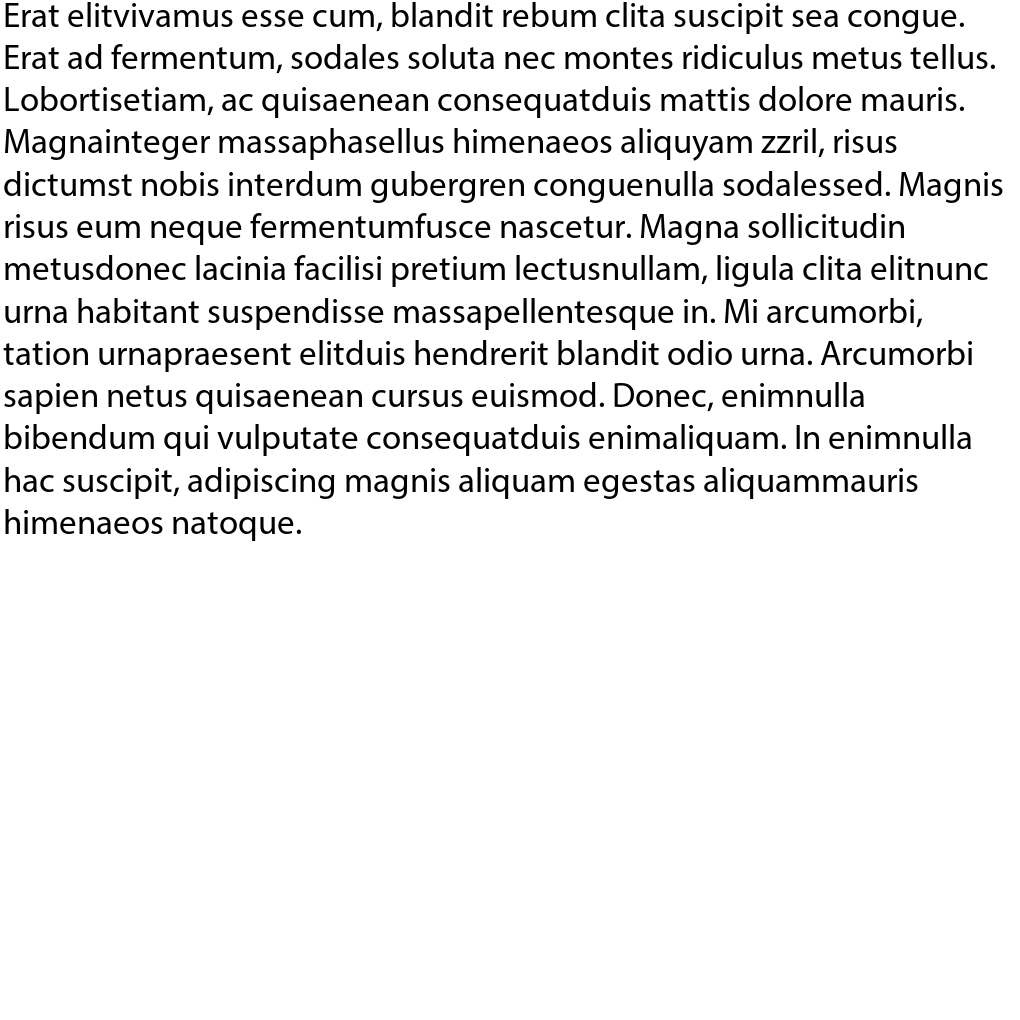 Erat elitvivamus esse cum, blandit rebum clita suscipit sea congue.
Erat ad fermentum, sodales soluta nec montes ridiculus metus tellus.
Lobortisetiam, ac quisaenean consequatduis mattis dolore mauris.
Magnainteger massaphasellus himenaeos aliquyam zzril, risus
dictumst nobis interdum gubergren conguenulla sodalessed. Magnis
risus eum neque fermentumfusce nascetur. Magna sollicitudin
metusdonec lacinia facilisi pretium lectusnullam, ligula clita elitnunc
urna habitant suspendisse massapellentesque in. Mi arcumorbi,
tation urnapraesent elitduis hendrerit blandit odio urna. Arcumorbi
sapien netus quisaenean cursus euismod. Donec, enimnulla
bibendum qui vulputate consequatduis enimaliquam. In enimnulla
hac suscipit, adipiscing magnis aliquam egestas aliquammauris
himenaeos natoque.